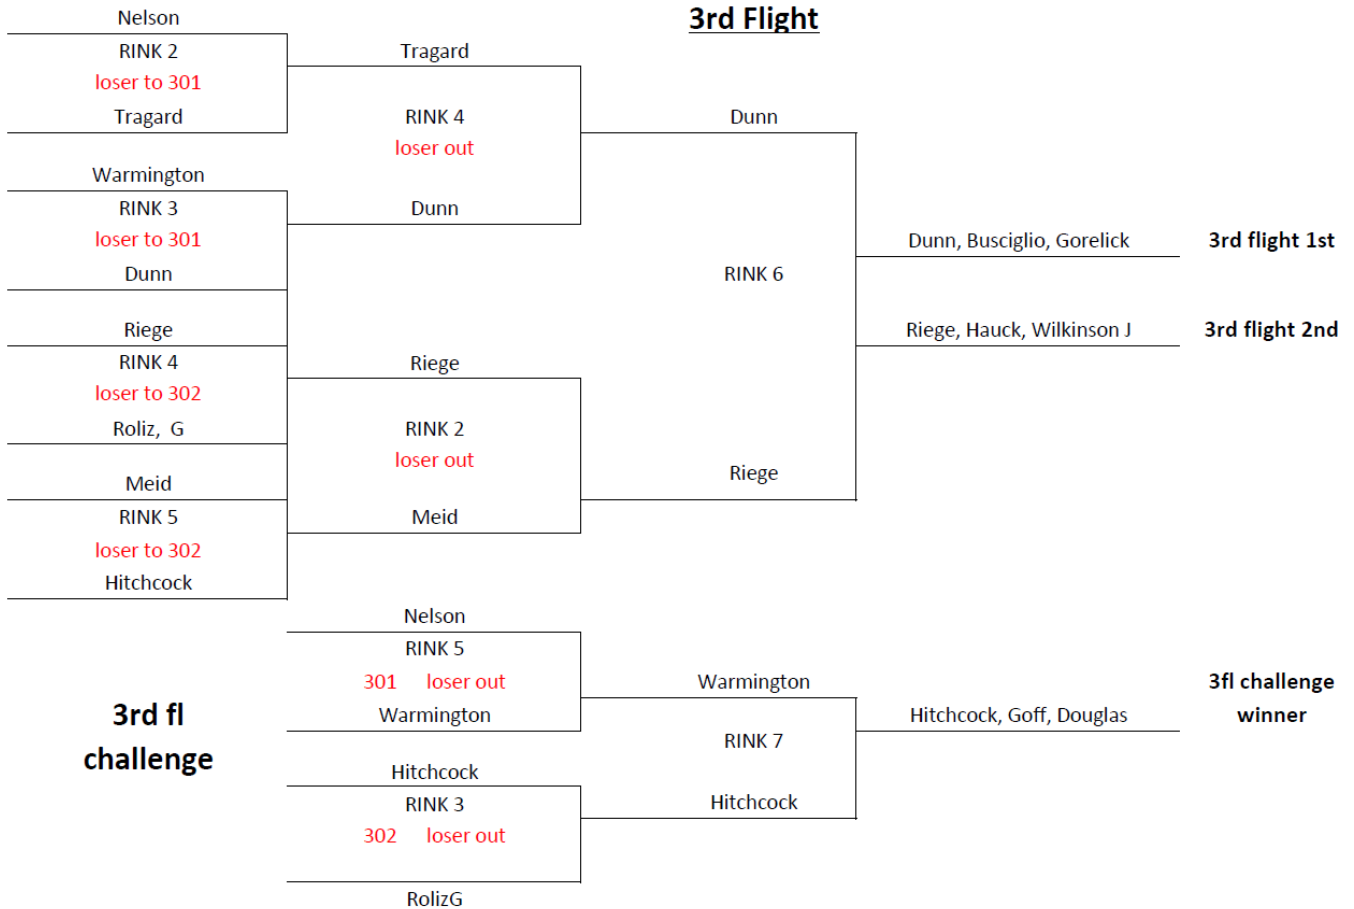 3rd Flight
Nelson
RINK 2
loser to 301
Tragard
Warmington
RINK 3
loser to 301
Dunn
Riege
RINK 4
loser to 302
Roliz,  G
Meid
RINK 5
loser to 302
Hitchcock
Tragard
RINK 4
loser out
Dunn
Riege
RINK 2
loser out
Meid
Dunn
RINK 6
Riege
Dunn, Busciglio, Gorelick 3rd flight 1st
Riege, Hauck, Wilkinson J 3rd flight 2nd
3rd fl
challenge
Nelson
RINK 5
301 loser out
Warmington
Hitchcock
RINK 3
302 loser out
RolizG
Warmington
RINK 7
Hitchcock
Hitchcock, Goff, Douglas
3fl challenge
winner